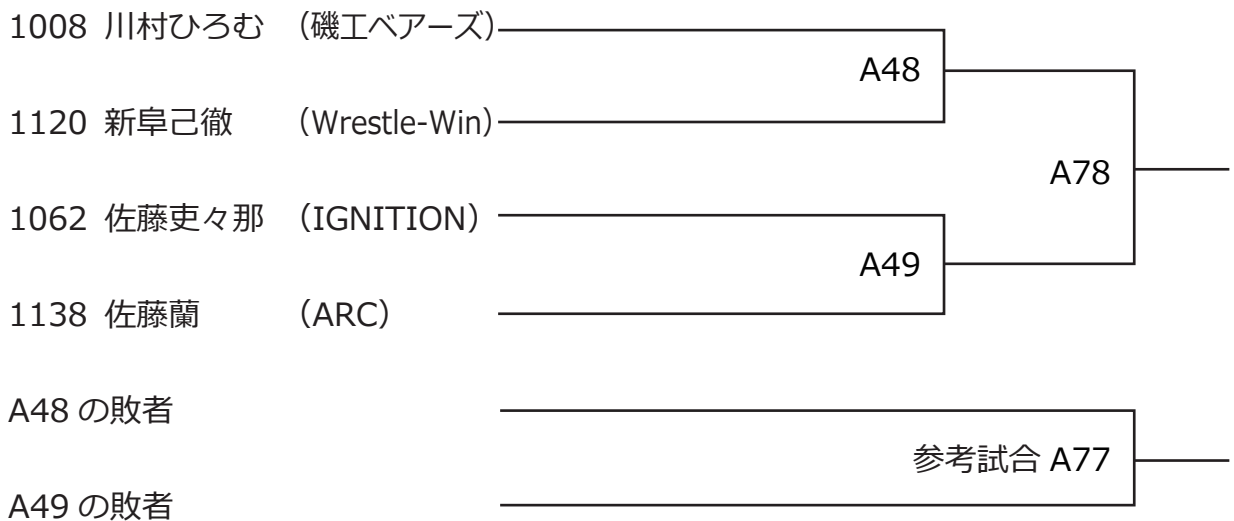 1008 川村ひろむ （磯工ベアーズ）
A48
1120 新阜己徹 （Wrestle-Win）
A78
1062 佐藤吏々那 （IGNITION）
A49
1138 佐藤蘭 （ARC）
A48 の敗者
参考試合 A77
A49 の敗者